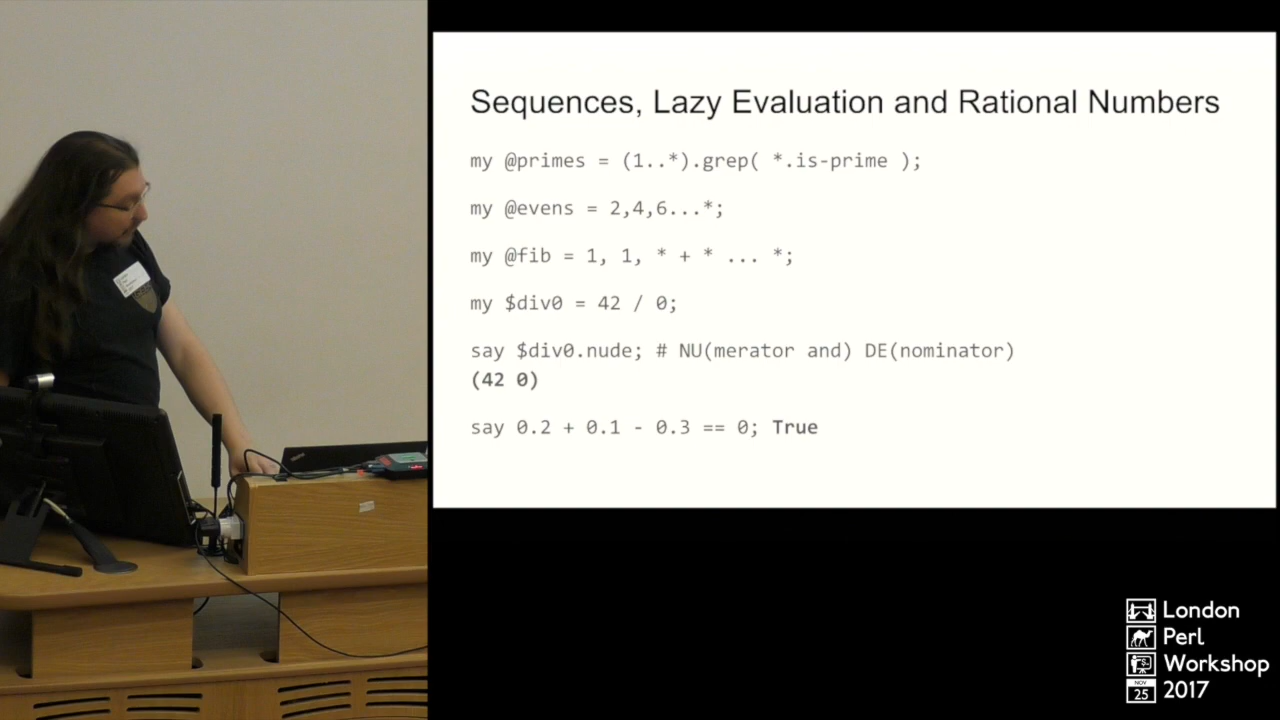 Sequences, Lazy Evaluation and Rational Numbers
my @primes = (1..*).grep( *.is-prime );
my @evens = 2,4,6...*;
my @fib = 1, 1, * + * ... *;
my $div0 = 42 / 0;
say $div0.nude; # NU(merator and) DE(nominator)
(42 0)
say 0.2 + 0.1 - 0.3 == 0; True
London
Perl
Workshop
NOV
25
2017